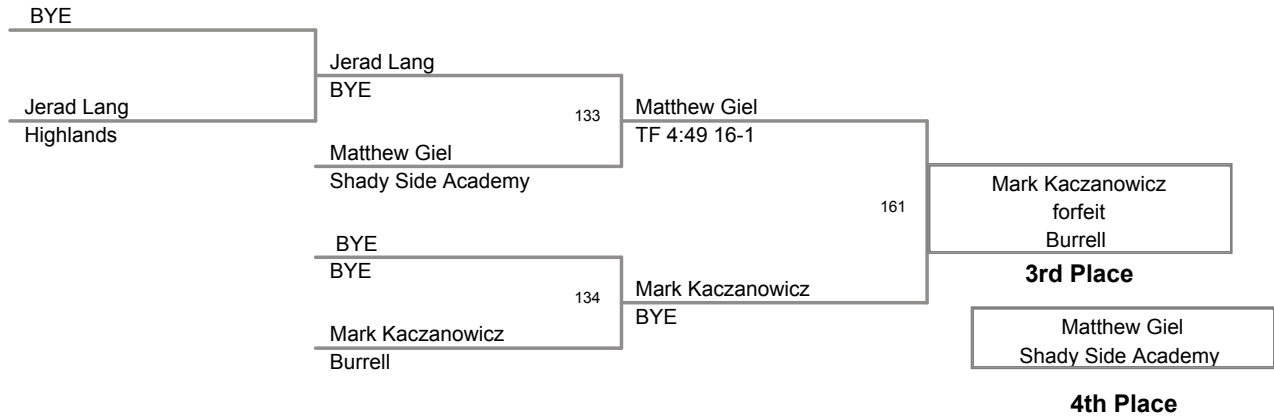 BYE
Jerad Lang
Highlands
Jerad Lang
BYE
133
Matthew Giel
Shady Side Academy
BYE
BYE
134
Mark Kaczanowicz
Burrell
Matthew Giel
TF 4:49 16-1
161
Mark Kaczanowicz
BYE
Mark Kaczanowicz
forfeit
Burrell
3rd Place
Matthew Giel
Shady Side Academy
4th Place